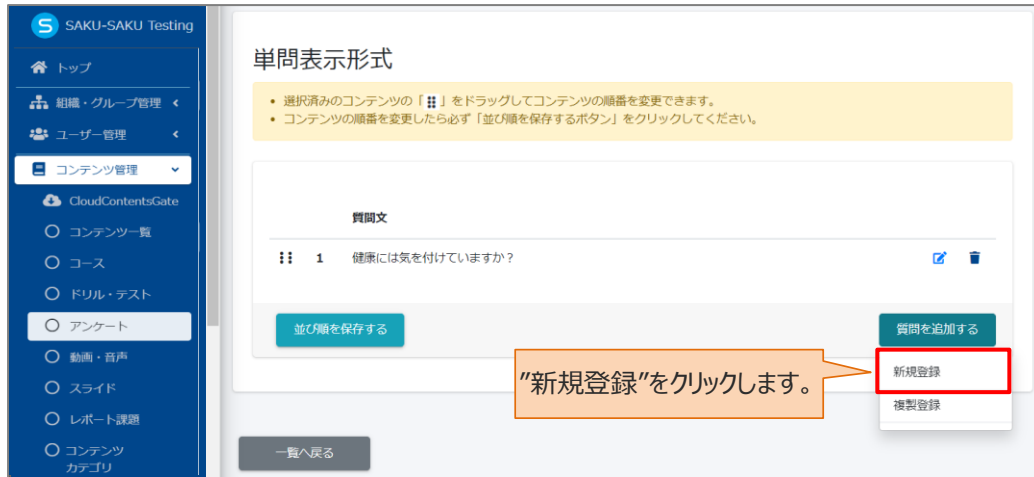 S SAKU-SAKU Testing
トップ
組織・グループ管理
ユーザー管理
コンテンツ管理
CloudContentsGate
コンテンツ一覧
コース
ドリル・テスト
アンケート
動画・音声
スライド
レポート課題
コンテンツ
カテゴリ
単問表示形式
• 選択済みのコンテンツの「⠿」をドラッグしてコンテンツの順番を変更できます。
• コンテンツの順番を変更したら必ず「並び順を保存するボタン」をクリックしてください。
質問文
1 健康には気を付けていますか？
並び順を保存する
質問を追加する
新規登録
複製登録
"新規登録"をクリックします。
一覧へ戻る